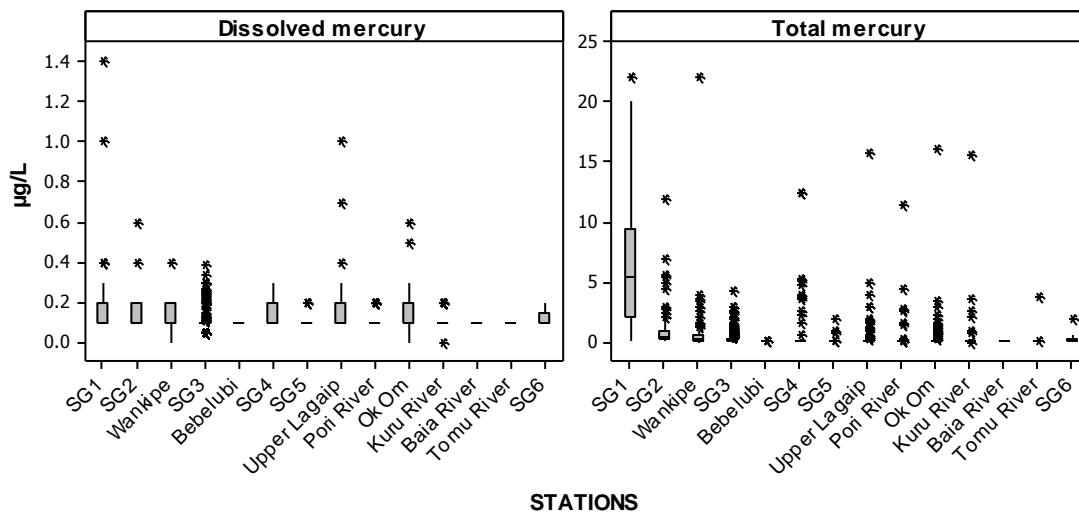 Dissolved mercury
Total mercury
µg/L
1.4
1.2
1.0
0.8
0.6
0.4
0.2
0.0
25
20
15
10
5
0
SG1
SG2
Wankipe
SG3
Bebelubi
SG4
SG5
Upper Lagaip
Pori River
Ok Om
Kuru River
Baia River
Tomu River
SG6
SG1
SG2
Wankipe
SG3
Bebelubi
SG4
SG5
Upper Lagaip
Pori River
Ok Om
Kuru River
Baia River
Tomu River
SG6
STATIONS